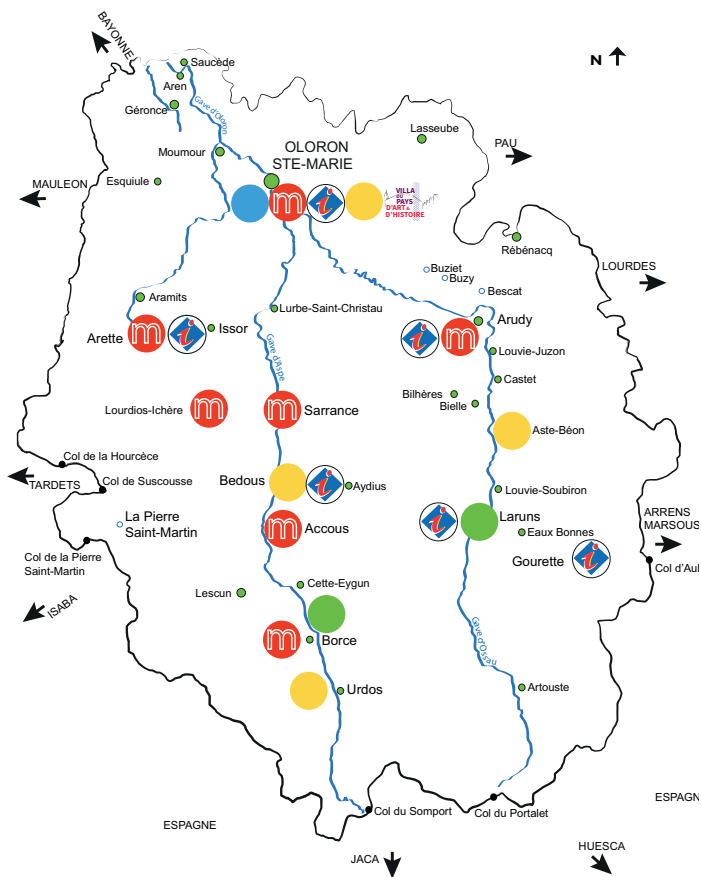 BAYONNE
N
Saucède
Aren
Géronce
Gave d'Oloron
Moumour
Lasseube
OLORON
STE-MARIE
PAU
MAULEON
Esquiule
m
i
VILLA
DU
PAYS
D'ART &
D'HISTOIRE
Rébénacq
LOURDES
Buziet
Buzy
Bescat
Aramits
Lurbe-Saint-Christau
Arette
m
i
Issor
Gave d'Aspe
i
m
Arudy
Louvie-Juzon
Castet
Bilhères
Bielle
Lourdios-Ichère
m
m
Sarrance
Aste-Béon
Col de la Hourcèce
TARDETS
Col de Suscousse
Bedous
i
Aydius
Louvie-Soubiron
La Pierre
Saint-Martin
m
Accous
i
Laruns
Eaux Bonnes
ARRENS
MARSOUS
Col de la Pierre
Saint-Martin
Gourette
i
Col d'Au
ISABA
Lescun
Cette-Eygun
m
Borce
Gave d'Ossau
Urdos
Artouste
Col du Somport
Col du Portalet
ESPAGN
ESPAGNE
JACA
HUESCA